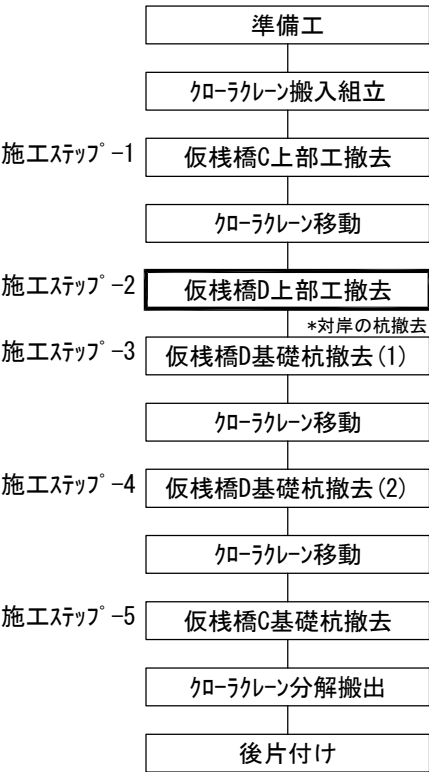 準備工
ｸﾛｰﾗｸﾚｰﾝ搬入組立
施工ｽﾃｯﾌﾟ-1 仮桟橋C上部工撤去
ｸﾛｰﾗｸﾚｰﾝ移動
施工ｽﾃｯﾌﾟ-2 仮桟橋D上部工撤去
*対岸の杭撤去
施工ｽﾃｯﾌﾟ-3 仮桟橋D基礎杭撤去(1)
ｸﾛｰﾗｸﾚｰﾝ移動
施工ｽﾃｯﾌﾟ-4 仮桟橋D基礎杭撤去(2)
ｸﾛｰﾗｸﾚｰﾝ移動
施工ｽﾃｯﾌﾟ-5 仮桟橋C基礎杭撤去
ｸﾛｰﾗｸﾚｰﾝ分解搬出
後片付け